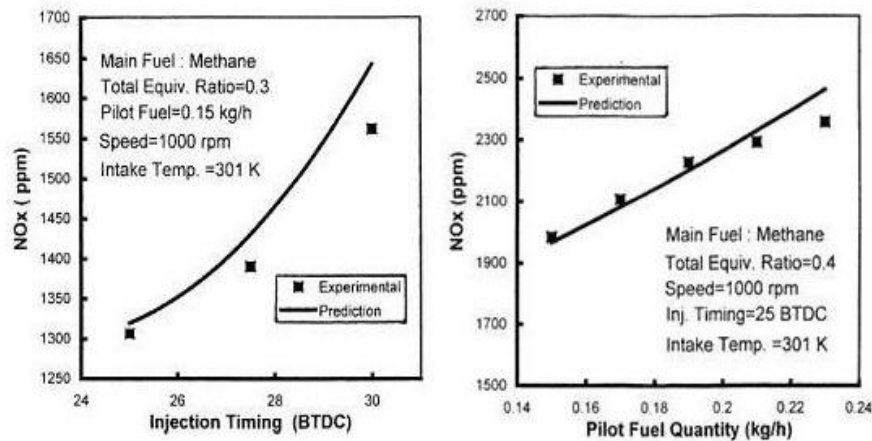 1700
1650
1600
1550
1500
1450
1400
1350
1300
1250
NOx ( ppm)
Main Fuel : Methane
Total Equiv. Ratio=0.3
Pilot Fuel=0.15 kg/h
Speed=1000 rpm
Intake Temp. =301 K
Experimental
Prediction
24 26 28 30
Injection Timing (BTDC)
2700
2500
2300
2100
1900
1700
1500
NOx (ppm)
Experimental
Prediction
Main Fuel : Methane
Total Equiv. Ratio=0.4
Speed=1000 rpm
Inj. Timing=25 BTDC
Intake Temp. =301 K
0.14 0.16 0.18 0.2 0.22 0.24
Pilot Fuel Quantity (kg/h)